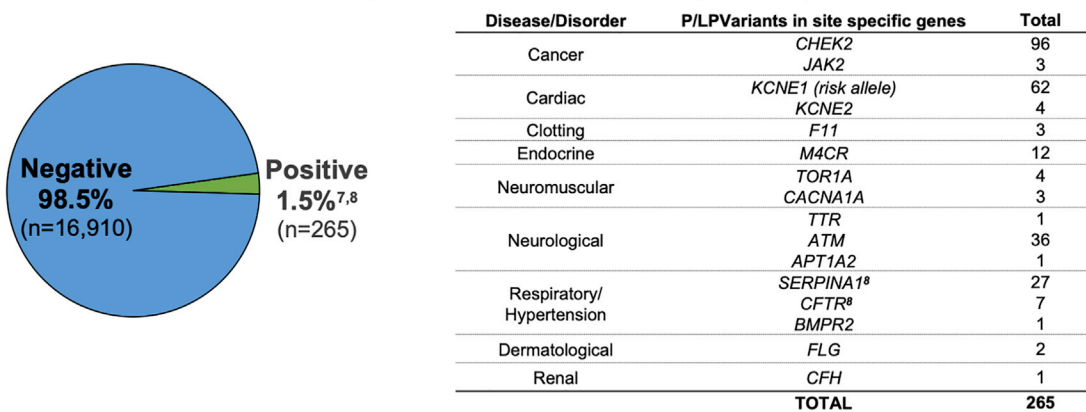 Negative
98.5%
(n=16,910)
Positive
1.5%7,8
(n=265)
Disease/Disorder P/LPVariants in site specific genes Total
Cancer
CHEK2 96
JAK2 3
Cardiac
KCNE1 (risk allele) 62
KCNE2 4
Clotting F11 3
Endocrine M4CR 12
Neuromuscular
TOR1A 4
CACNA1A 3
Neurological
TTR 1
ATM 36
APT1A2 1
Respiratory/
Hypertension
SERPINA18 27
CFTR8 7
BMPR2 1
Dermatological FLG 2
Renal CFH 1
TOTAL 265